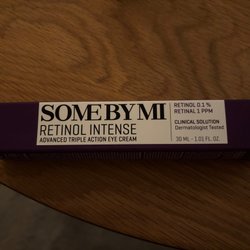 SOME BY MI
RETINOL INTENSE
ADVANCED TRIPLE ACTION EYE CREAM
RETINOL 0.1%
RETINAL 1 PPM
CLINICAL SOLUTION
Dermatologist Tested
30 ML - 1.01 FL. OZ.